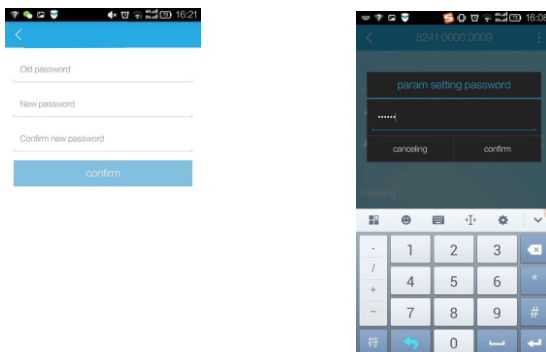 16:21
Old password
New password
Confirm new password
confirm
16:08
8241 0000 0009
param setting password
••••••
canceling confirm
- 1 2 3
/ 4 5 6 *
+
- 7 8 9 #
符 0